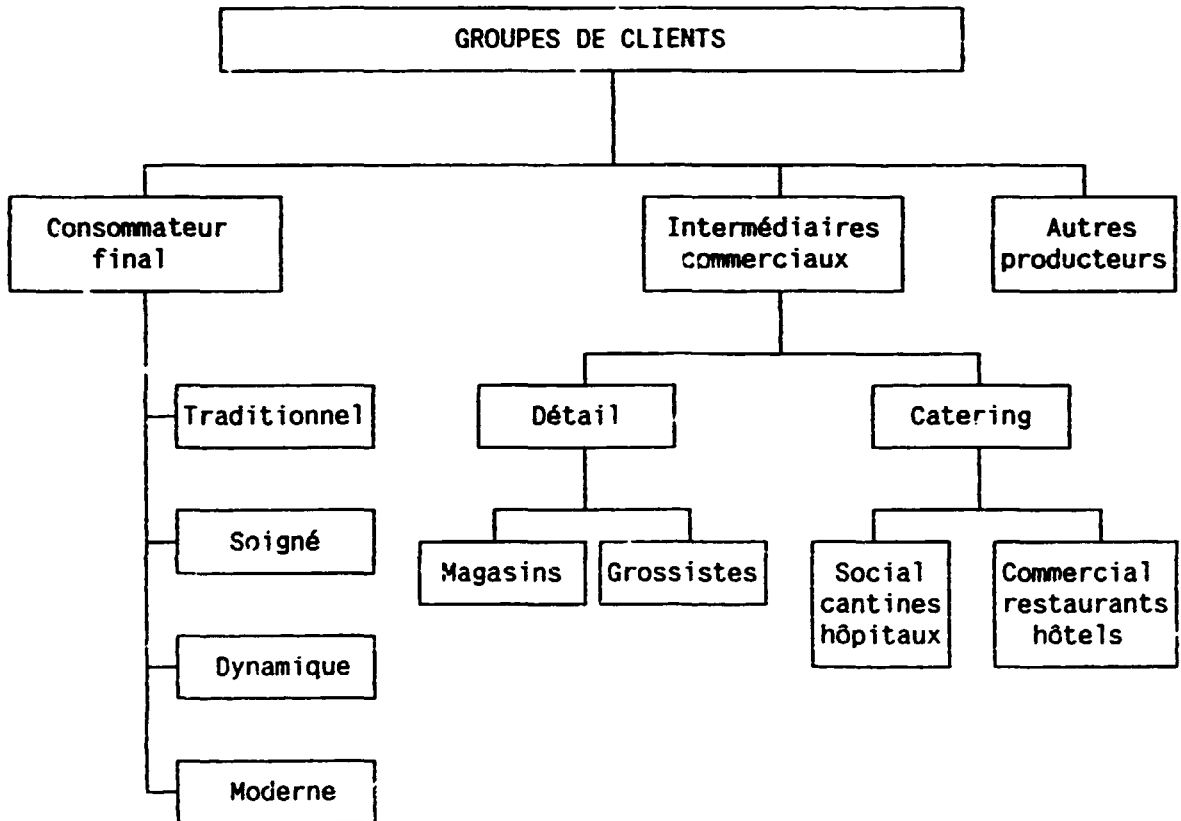 GROUPES DE CLIENTS
Consommateur
final
Intermédiaires
commerciaux
Autres
producteurs
Traditionnel
Détail
Catering
Soigné
Magasins
Grossistes
Social
cantines
hôpitaux
Commercial
restaurants
hôtels
Dynamique
Moderne